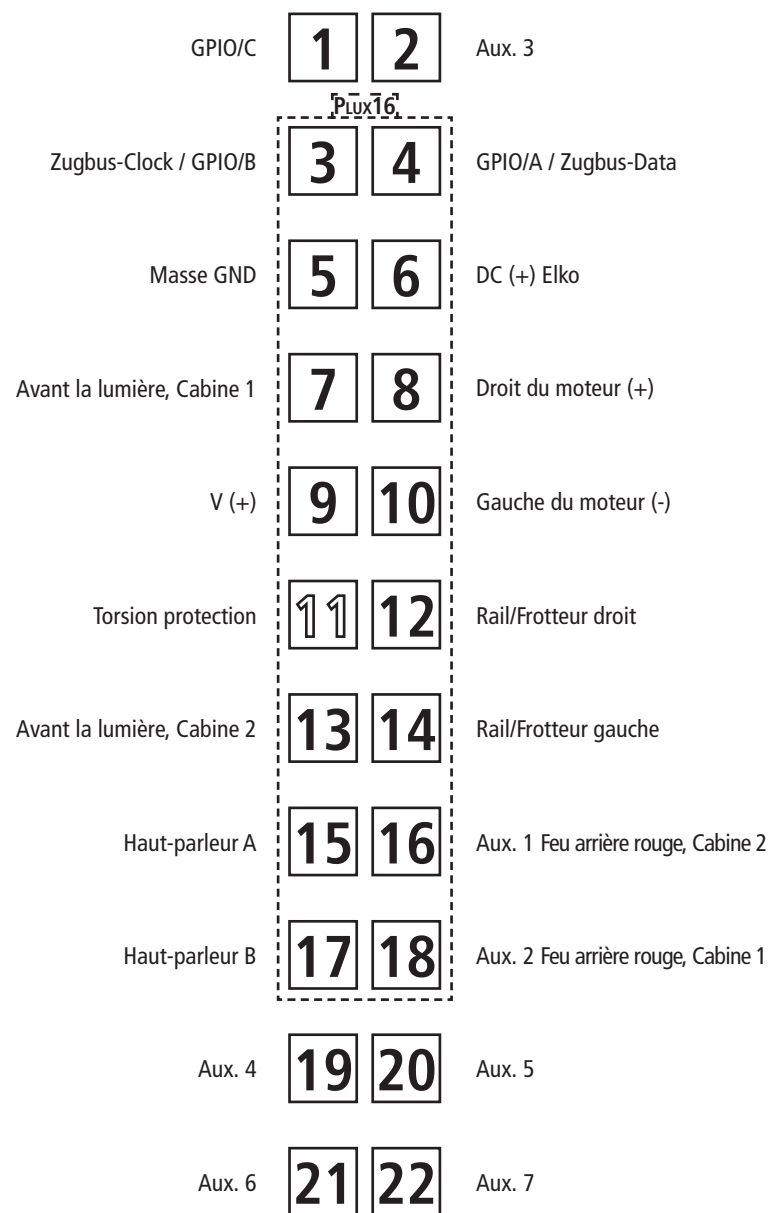 GPIO/C 1 2 Aux. 3
PLUX16
Zugbus-Clock / GPIO/B 3 4 GPIO/A / Zugbus-Data
Masse GND 5 6 DC (+) Elko
Avant la lumière, Cabine 1 7 8 Droit du moteur (+)
V (+) 9 10 Gauche du moteur (-)
Torsion protection 11 12 Rail/Frotteur droit
Avant la lumière, Cabine 2 13 14 Rail/Frotteur gauche
Haut-parleur A 15 16 Aux. 1 Feu arrière rouge, Cabine 2
Haut-parleur B 17 18 Aux. 2 Feu arrière rouge, Cabine 1
Aux. 4 19 20 Aux. 5
Aux. 6 21 22 Aux. 7